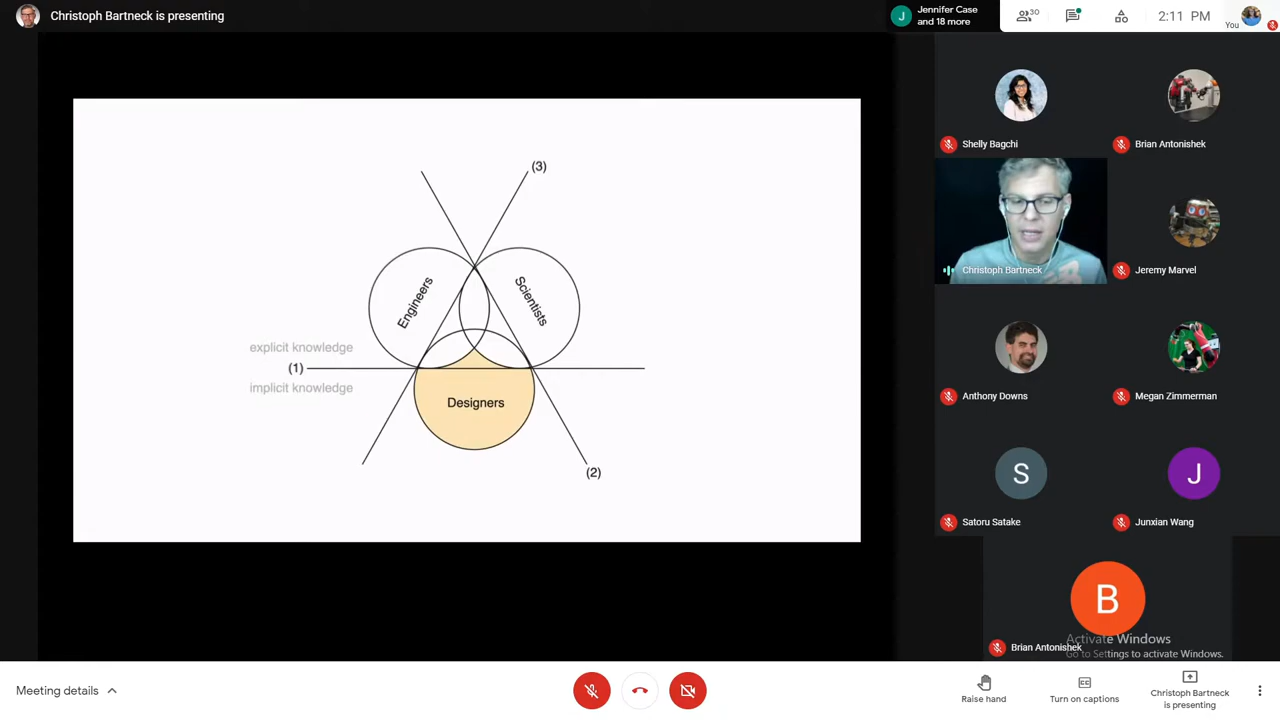 Christoph Bartneck is presenting
J
Jennifer Case
and 18 more
30
2:11 PM
You
Shelly Bagchi
Brian Antonishek
(3)
Engineers
Scientists
Christoph Bartneck
Jeremy Marvel
explicit knowledge
(1)
implicit knowledge
Designers
Anthony Downs
Megan Zimmerman
(2)
S
J
Satoru Satake
Junxian Wang
B
Brian Antonishek
Activate Windows
Go to Settings to activate Windows.
Meeting details
CC
Raise hand
Turn on captions
Christoph Bartneck
is presenting